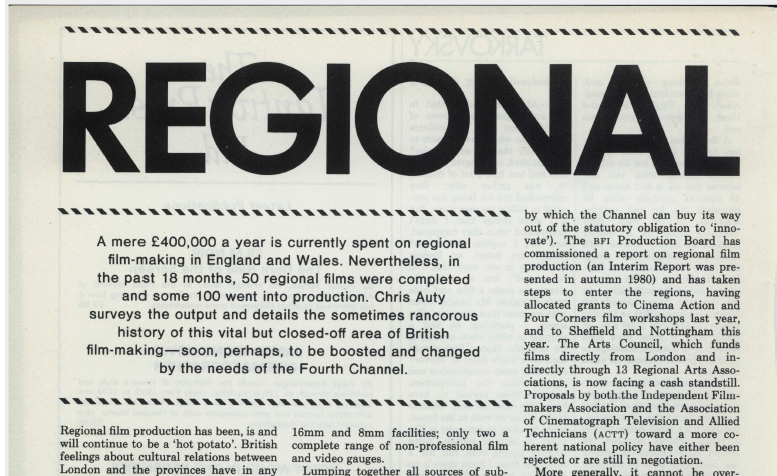 REGIONAL
A mere £400,000 a year is currently spent on regional
film-making in England and Wales. Nevertheless, in
the past 18 months, 50 regional films were completed
and some 100 went into production. Chris Auty
surveys the output and details the sometimes rancorous
history of this vital but closed-off area of British
film-making—soon, perhaps, to be boosted and changed
by the needs of the Fourth Channel.
Regional film production has been, is and
will continue to be a 'hot potato'. British
feelings about cultural relations between
London and the provinces have in any
16mm and 8mm facilities; only two a
complete range of non-professional film
and video gauges.
Lumping together all sources of sub-
by which the Channel can buy its way
out of the statutory obligation to 'inno-
vate'). The BFI Production Board has
commissioned a report on regional film
production (an Interim Report was pre-
sented in autumn 1980) and has taken
steps to enter the regions, having
allocated grants to Cinema Action and
Four Corners film workshops last year,
and to Sheffield and Nottingham this
year. The Arts Council, which funds
films directly from London and in-
directly through 13 Regional Arts Asso-
ciations, is now facing a cash standstill.
Proposals by both the Independent Film-
makers Association and the Association
of Cinematograph Television and Allied
Technicians (ACTT) toward a more co-
herent national policy have either been
rejected or are still in negotiation.
More generally, it cannot be over-